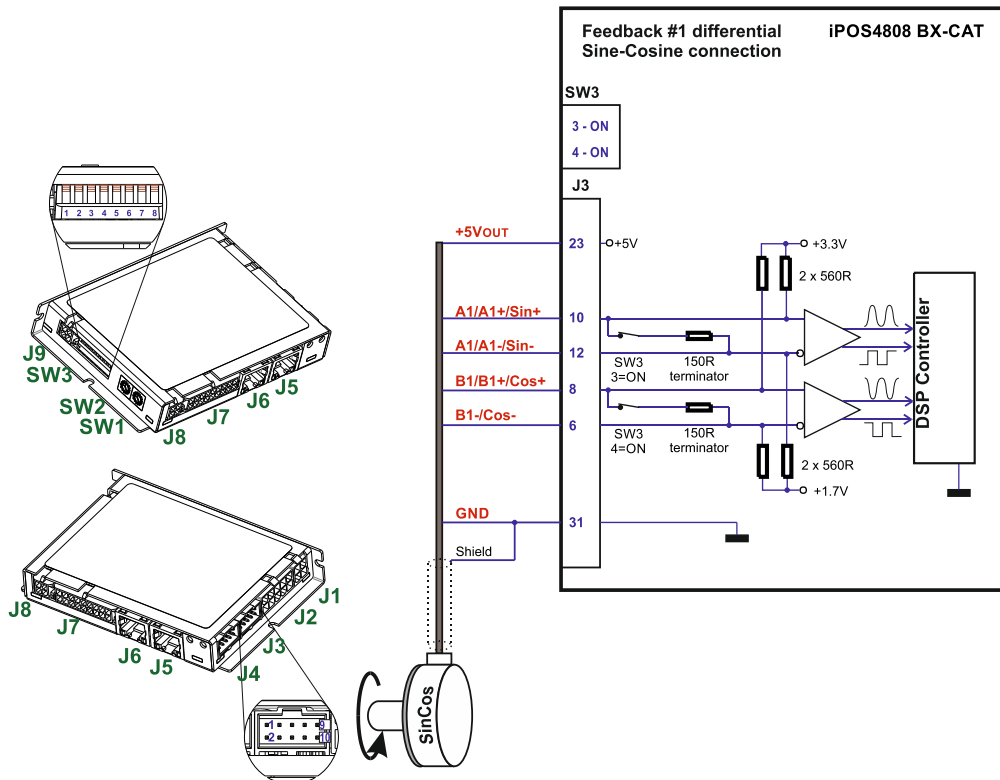 Feedback #1 differential
Sine-Cosine connection
iPOS4808 BX-CAT
SW3
3 - ON
4 - ON
J3
1 2 3 4 5 6 7 8
+5VOUT
23
+5V
+3.3V
2 x 560R
A1/A1+/Sin+
10
A1/A1-/Sin-
12
SW3
3=ON
150R
terminator
B1/B1+/Cos+
8
B1-/Cos-
6
SW3
4=ON
150R
terminator
2 x 560R
+1.7V
DSP Controller
GND
31
Shield
J9
SW3
SW2
SW1
J8
J7
J6
J5
J8
J7
J6
J5
J4
J3
J2
J1
1
9
2
10
SinCos